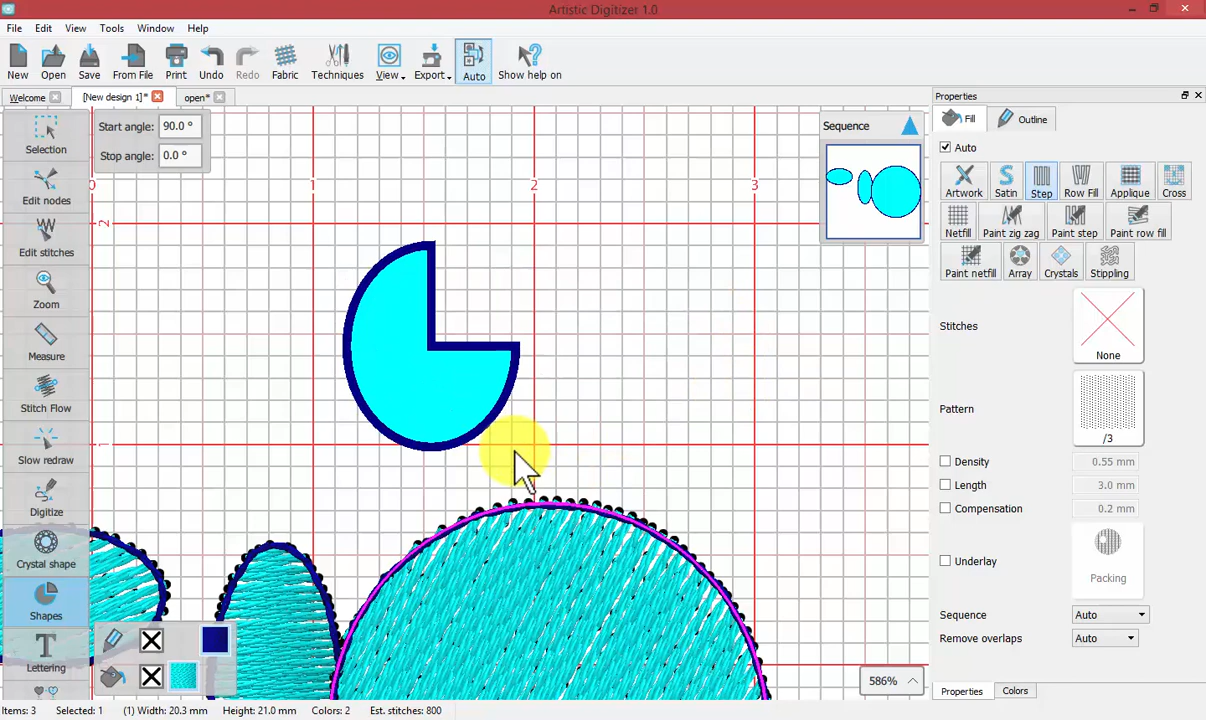 Artistic Digitizer 1.0
File Edit View Tools Window Help
New Open Save From File Print Undo Redo Fabric Techniques View Export Auto Show help on
Welcome [New design 1]* open*
Selection
Edit nodes
Edit stitches
Zoom
Measure
Stitch Flow
Slow redraw
Digitize
Crystal shape
Shapes
Lettering
Start angle: 90.0 °
Stop angle: 0.0 °
0 1 2 3
2
1
Sequence
586%
Properties
Fill Outline
Auto
Artwork Satin Step Row Fill Applique Cross
Netfill Paint zig zag Paint step Paint row fill
Paint netfill Array Crystals Stippling
Stitches None
Pattern /3
Density 0.55 mm
Length 3.0 mm
Compensation 0.2 mm
Underlay Packing
Sequence Auto
Remove overlaps Auto
Properties Colors
Items: 3 Selected: 1 (1) Width: 20.3 mm Height: 21.0 mm Colors: 2 Est. stitches: 800